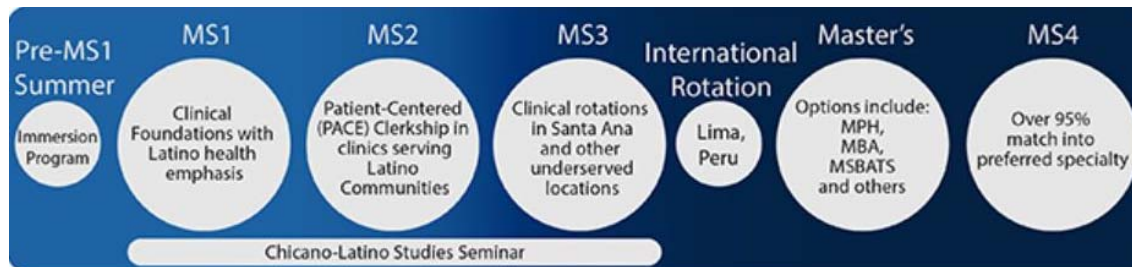 Pre-MS1
Summer
Immersion
Program
MS1
Clinical
Foundations with
Latino health
emphasis
MS2
Patient-Centered
(PACE) Clerkship in
clinics serving
Latino
Communities
MS3
Clinical rotations
in Santa Ana
and other
underserved
locations
International
Rotation
Lima,
Peru
Master's
Options include:
MPH,
MBA,
MSBATS
and others
MS4
Over 95%
match into
preferred specialty
Chicano-Latino Studies Seminar